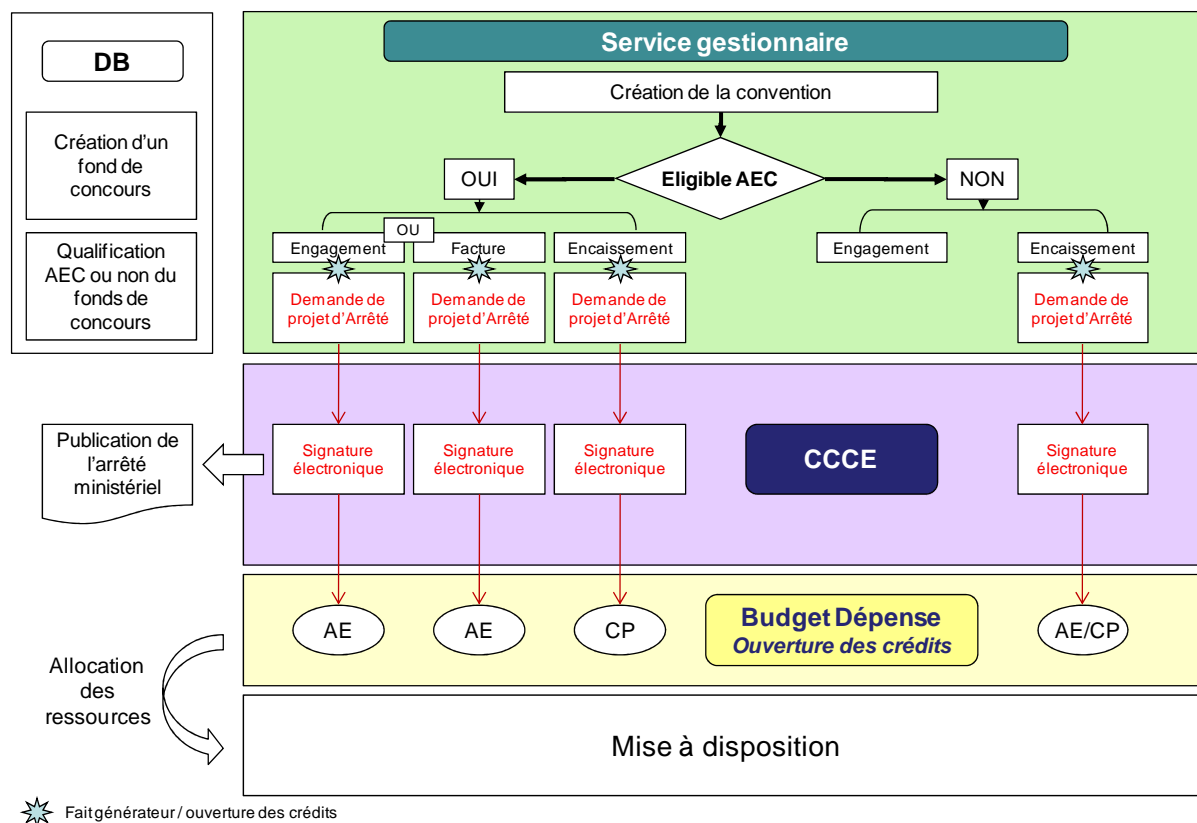 DB
Création d'un
fond de
concours
Qualification
AEC ou non du
fonds de
concours
Service gestionnaire
Création de la convention
Eligible AEC
OUI
NON
OU
Engagement
Facture
Encaissement
Engagement
Encaissement
Demande de
projet d'Arrêté
Demande de
projet d'Arrêté
Demande de
projet d'Arrêté
Demande de
projet d'Arrêté
Publication de
l'arrêté
ministériel
Signature
électronique
Signature
électronique
Signature
électronique
CCCE
Signature
électronique
AE
AE
CP
Budget Dépense
Ouverture des crédits
AE/CP
Allocation
des
ressources
Mise à disposition
Fait générateur / ouverture des crédits